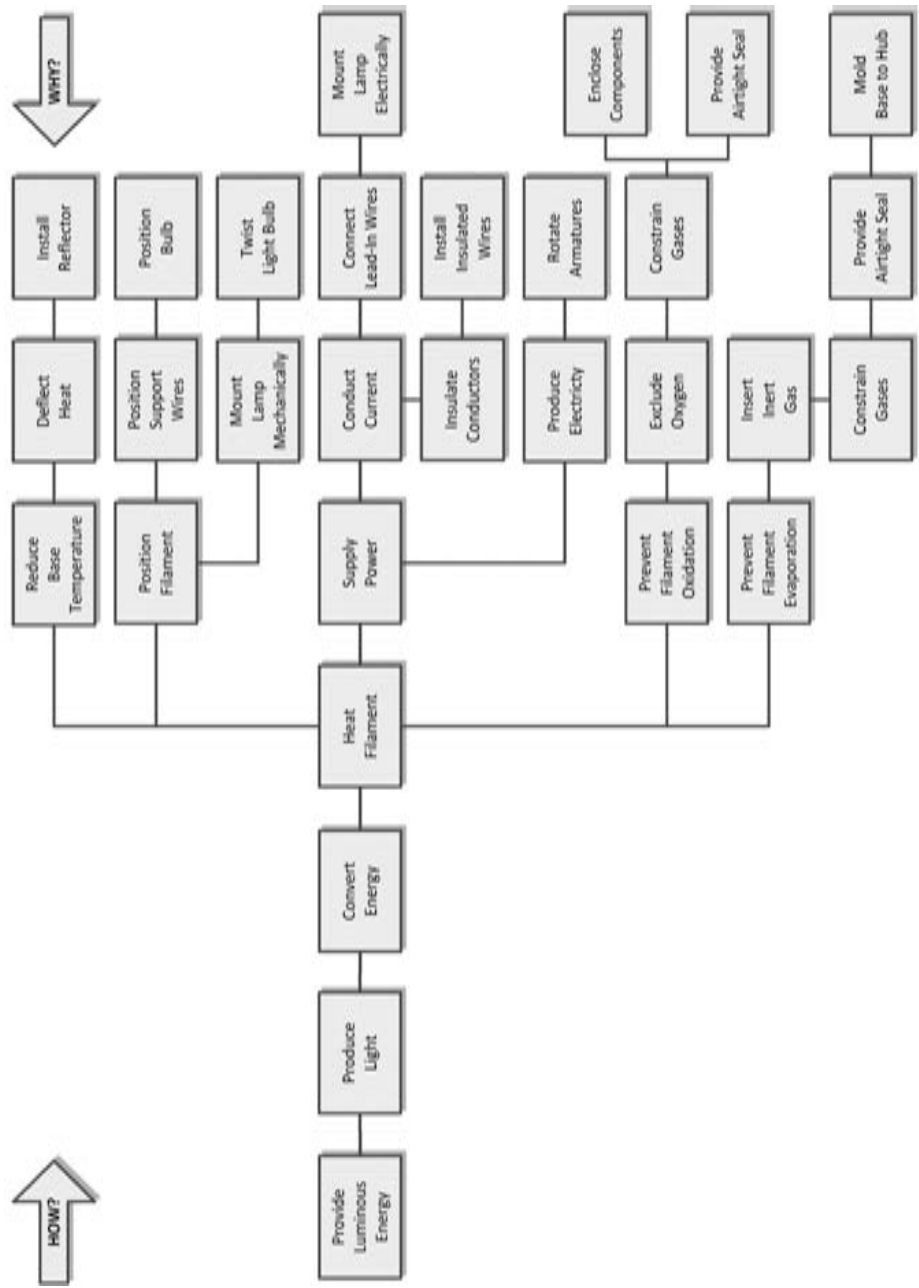 HOW?
WHY?
Reduce
Base
Temperature
Deflect
Heat
Install
Reflector
Position
Filament
Position
Support
Wires
Position
Bulb
Mount
Lamp
Mechanically
Twist
Light Bulb
Provide
Luminous
Energy
Produce
Light
Convert
Energy
Heat
Filament
Supply
Power
Conduct
Current
Connect
Lead-In Wires
Mount
Lamp
Electrically
Insulate
Conductors
Install
Insulated
Wires
Produce
Electricty
Rotate
Armatures
Prevent
Filament
Oxidation
Exclude
Oxygen
Constrain
Gases
Enclose
Components
Provide
Airtight Seal
Prevent
Filament
Evaporation
Insert
Inert
Gas
Constrain
Gases
Provide
Airtight Seal
Mold
Base to Hub